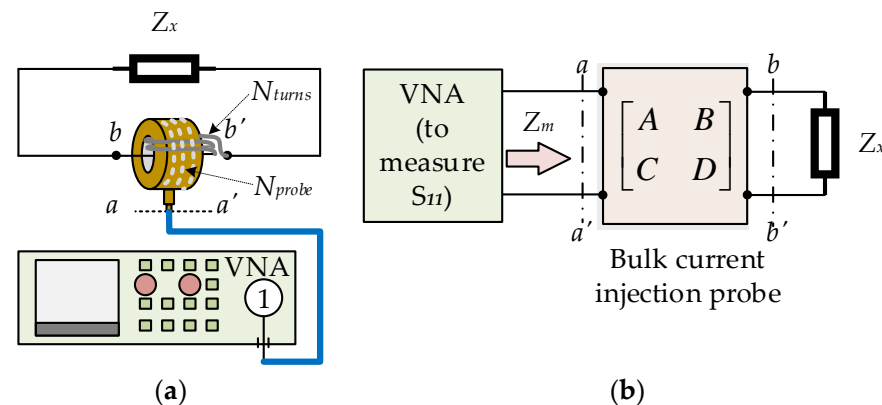 Zx
Nturns
b
b'
Nprobe
a
a'
VNA
1
(a)
VNA
(to
measure
S11)
Zm
a
a'
A B
C D
b
b'
Zx
Bulk current
injection probe
(b)